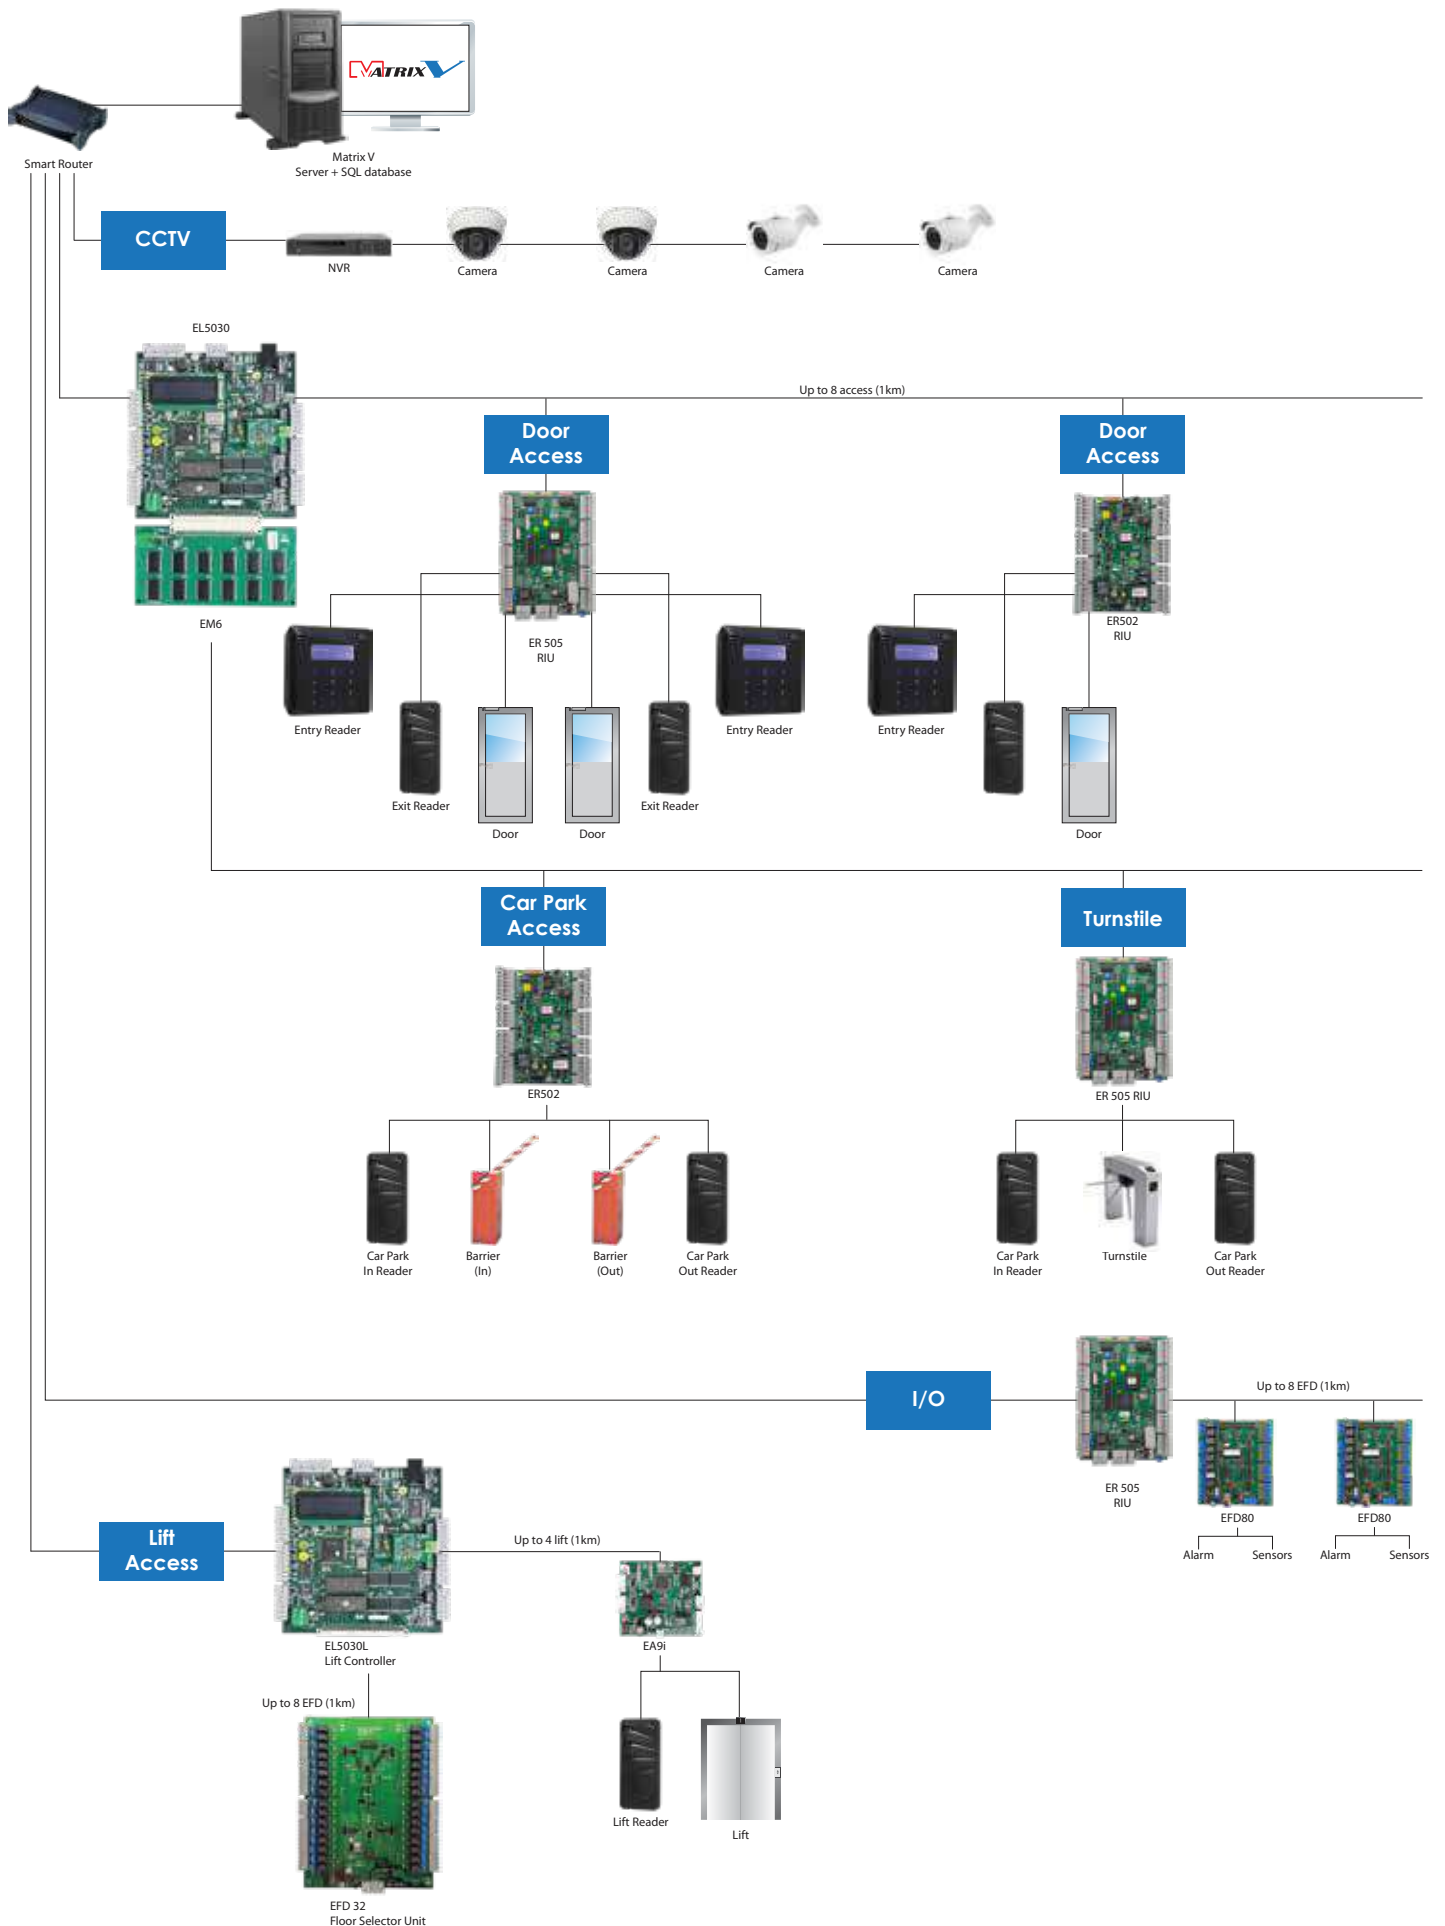 MATRIX V
Smart Router
Matrix V
Server + SQL database
CCTV
NVR
Camera
Camera
Camera
Camera
EL5030
Up to 8 access (1km)
Door
Access
Door
Access
EM6
ER 505
RIU
ER502
RIU
Entry Reader
Entry Reader
Entry Reader
Exit Reader
Exit Reader
Door
Door
Door
Car Park
Access
Turnstile
ER502
ER 505 RIU
Car Park
In Reader
Barrier
(In)
Barrier
(Out)
Car Park
Out Reader
Car Park
In Reader
Turnstile
Car Park
Out Reader
I/O
Up to 8 EFD (1km)
ER 505
RIU
EFD80
EFD80
Alarm
Sensors
Alarm
Sensors
Lift
Access
Up to 4 lift (1km)
EL5030L
Lift Controller
EA9i
Up to 8 EFD (1km)
Lift Reader
Lift
EFD 32
Floor Selector Unit